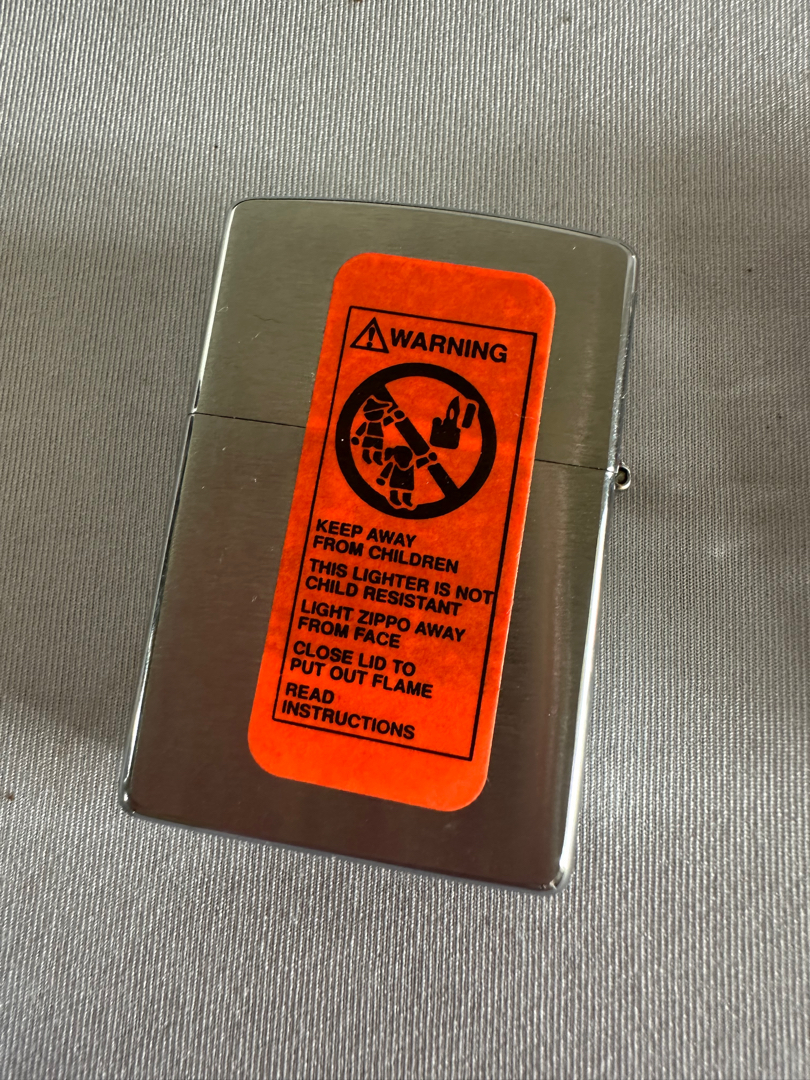 WARNING
KEEP AWAY
FROM CHILDREN
THIS LIGHTER IS NOT
CHILD RESISTANT
LIGHT ZIPPO AWAY
FROM FACE
CLOSE LID TO
PUT OUT FLAME
READ
INSTRUCTIONS